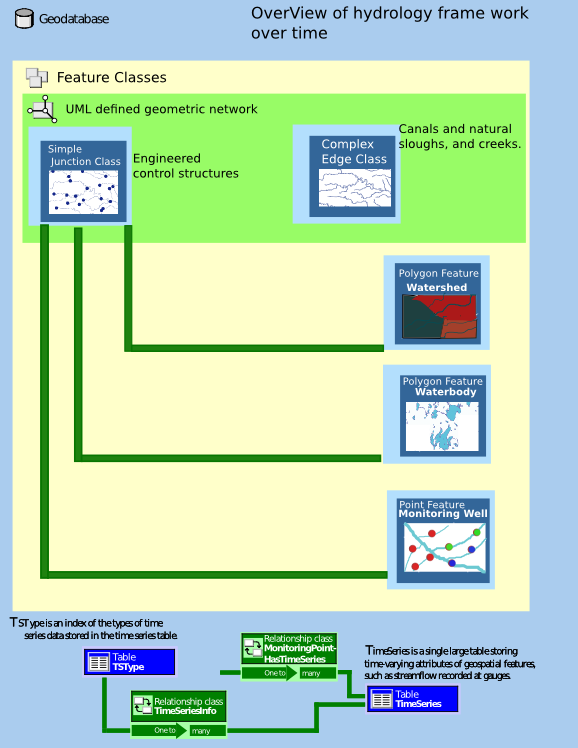 Geodatabase
OverView of hydrology frame work
over time
Feature Classes
UML defined geometric network
Simple
Junction Class
Engineered
control structures
Complex
Edge Class
Canals and natural
sloughs, and creeks.
Polygon Feature
Watershed
Polygon Feature
Waterbody
Point Feature
Monitoring Well
TSType is an index of the types of time
series data stored in the time series table.
Table
TSType
Relationship class
MonitoringPoint-
HasTimeSeries
One to many
TimeSeries is a single large table storing
time-varying attributes of geospatial features,
such as streamflow recorded at gauges.
Relationship class
TimeSeriesInfo
One to many
Table
TimeSeries